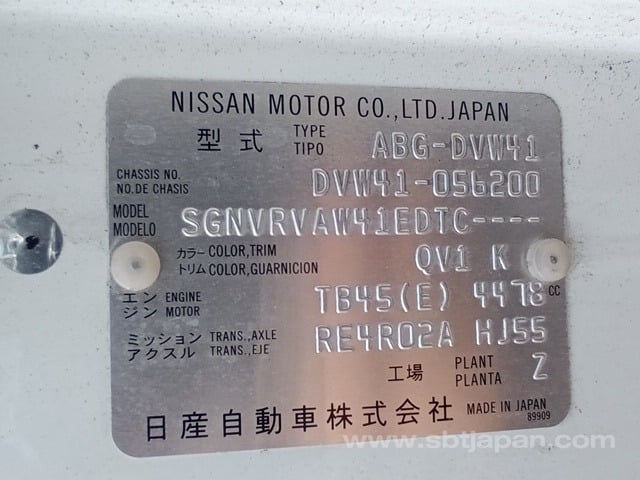 NISSAN MOTOR CO.,LTD.JAPAN
型式 TYPE TIPO ABG-DVW41
CHASSIS NO. NO.DE CHASIS DVW41-056200
MODEL MODELO SGNVRVAW41EDTC----
カラー COLOR,TRIM トリム COLOR,GUARNICION QV1 K
エンジン ENGINE MOTOR TB45(E) 4478 CC
ミッション TRANS.,AXLE アクスル TRANS.,EJE RE4R02A HJ55
工場 PLANT PLANTA Z
日産自動車株式会社 MADE IN JAPAN
89909
www.sbtjapan.com